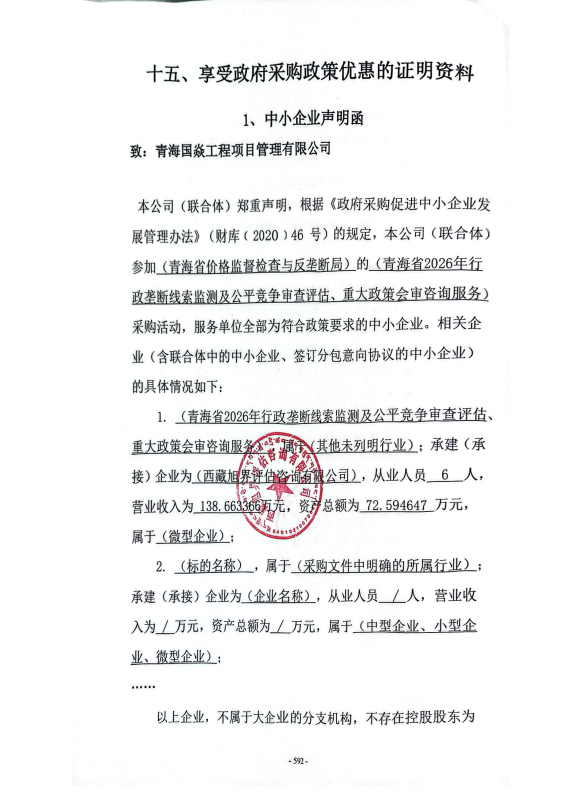 十五、享受政府采购政策优惠的证明资料
1、中小企业声明函
致：青海国焱工程项目管理有限公司
本公司（联合体）郑重声明，根据《政府采购促进中小企业发
展管理办法》（财库﹝2020﹞46 号）的规定，本公司（联合体）
参加（青海省价格监督检查与反垄断局）的（青海省2026年行
政垄断线索监测及公平竞争审查评估、重大政策会审咨询服务）
采购活动，服务单位全部为符合政策要求的中小企业。相关企
业（含联合体中的中小企业、签订分包意向协议的中小企业）
的具体情况如下：
1. （青海省2026年行政垄断线索监测及公平竞争审查评估、
重大政策会审咨询服务），属于（其他未列明行业）；承建（承
接）企业为（西藏旭界评估咨询有限公司），从业人员 6 人，
营业收入为 138.663366万元，资产总额为 72.594647 万元，
属于（微型企业）；
2. （标的名称），属于（采购文件中明确的所属行业）；
承建（承接）企业为（企业名称），从业人员 / 人，营业收
入为 / 万元，资产总额为 / 万元，属于（中型企业、小型企
业、微型企业）；
……
以上企业，不属于大企业的分支机构，不存在控股股东为
- 592 -